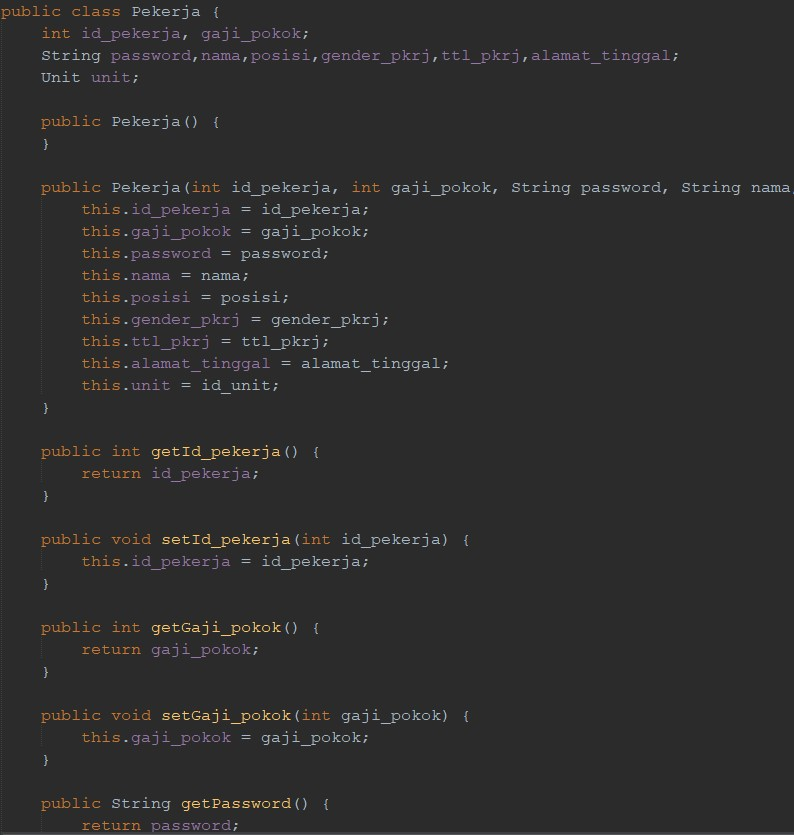 public class Pekerja {
int id_pekerja, gaji_pokok;
String password,nama,posisi,gender_pkrj,ttl_pkrj,alamat_tinggal;
Unit unit;
public Pekerja() {
}
public Pekerja(int id_pekerja, int gaji_pokok, String password, String nama,
this.id_pekerja = id_pekerja;
this.gaji_pokok = gaji_pokok;
this.password = password;
this.nama = nama;
this.posisi = posisi;
this.gender_pkrj = gender_pkrj;
this.ttl_pkrj = ttl_pkrj;
this.alamat_tinggal = alamat_tinggal;
this.unit = id_unit;
}
public int getId_pekerja() {
return id_pekerja;
}
public void setId_pekerja(int id_pekerja) {
this.id_pekerja = id_pekerja;
}
public int getGaji_pokok() {
return gaji_pokok;
}
public void setGaji_pokok(int gaji_pokok) {
this.gaji_pokok = gaji_pokok;
}
public String getPassword() {
return password;